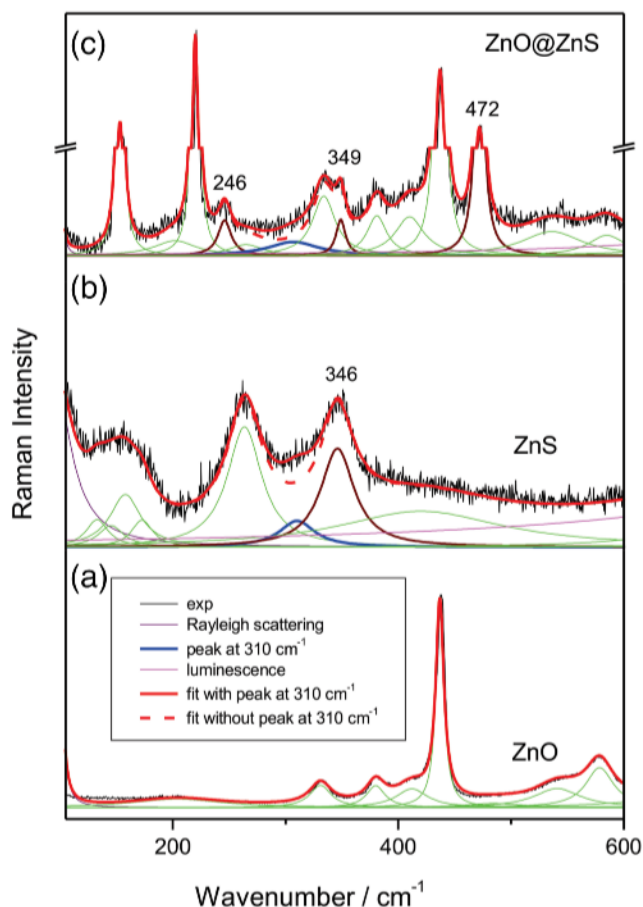 (c)
ZnO@ZnS
472
246
349
(b)
346
ZnS
(a)
exp
Rayleigh scattering
peak at 310 cm⁻¹
luminescence
fit with peak at 310 cm⁻¹
fit without peak at 310 cm⁻¹
ZnO
200
400
600
Wavenumber / cm⁻¹
Raman Intensity